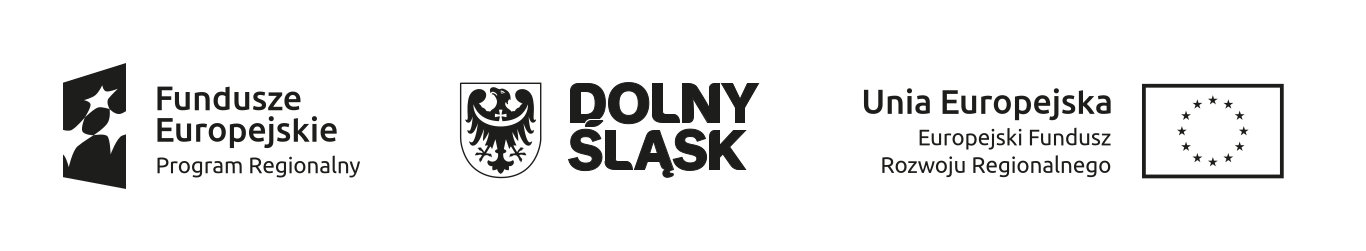 Fundusze
Europejskie
Program Regionalny
DOLNY
ŚLĄSK
Unia Europejska
Europejski Fundusz
Rozwoju Regionalnego